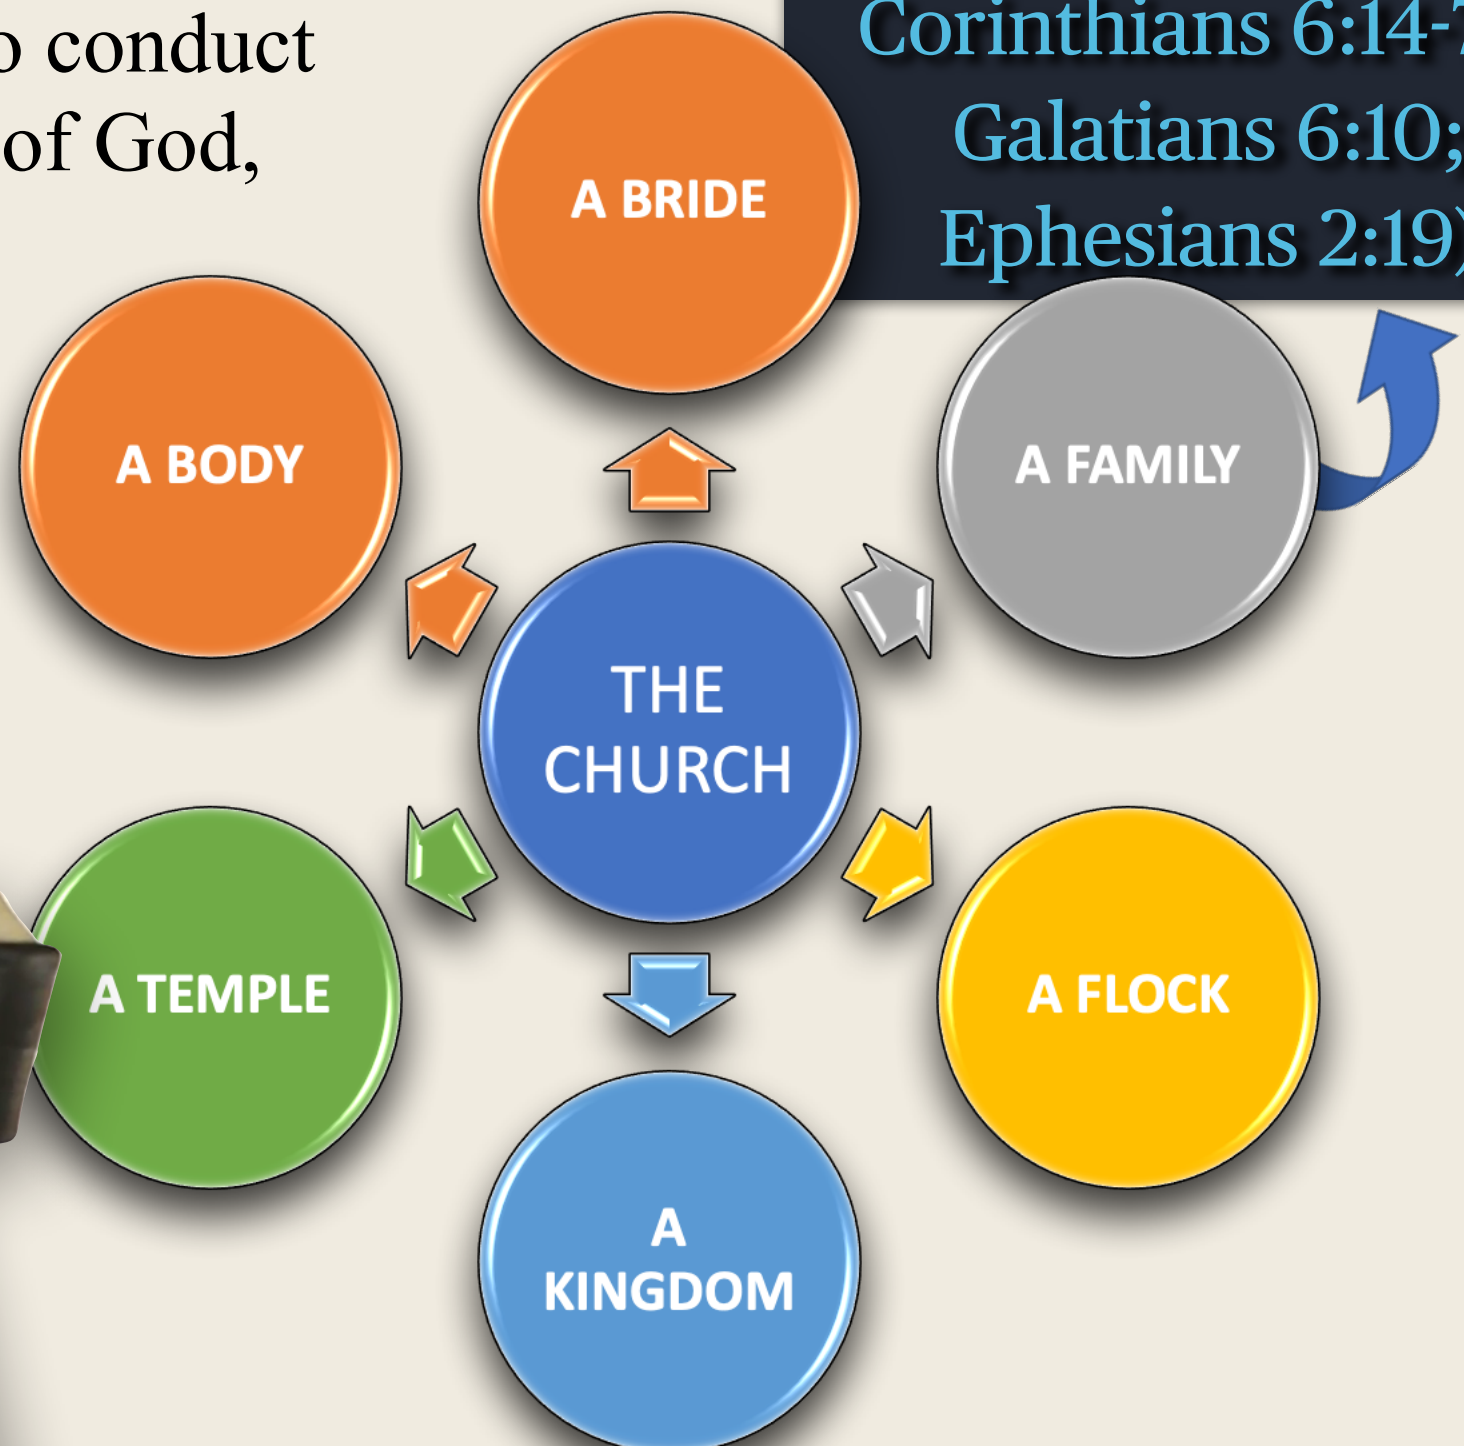 o conduct
of God,
Corinthians 6:14-7
Galatians 6:10;
Ephesians 2:19)
A BRIDE
A BODY
A FAMILY
THE
CHURCH
A TEMPLE
A FLOCK
A
KINGDOM